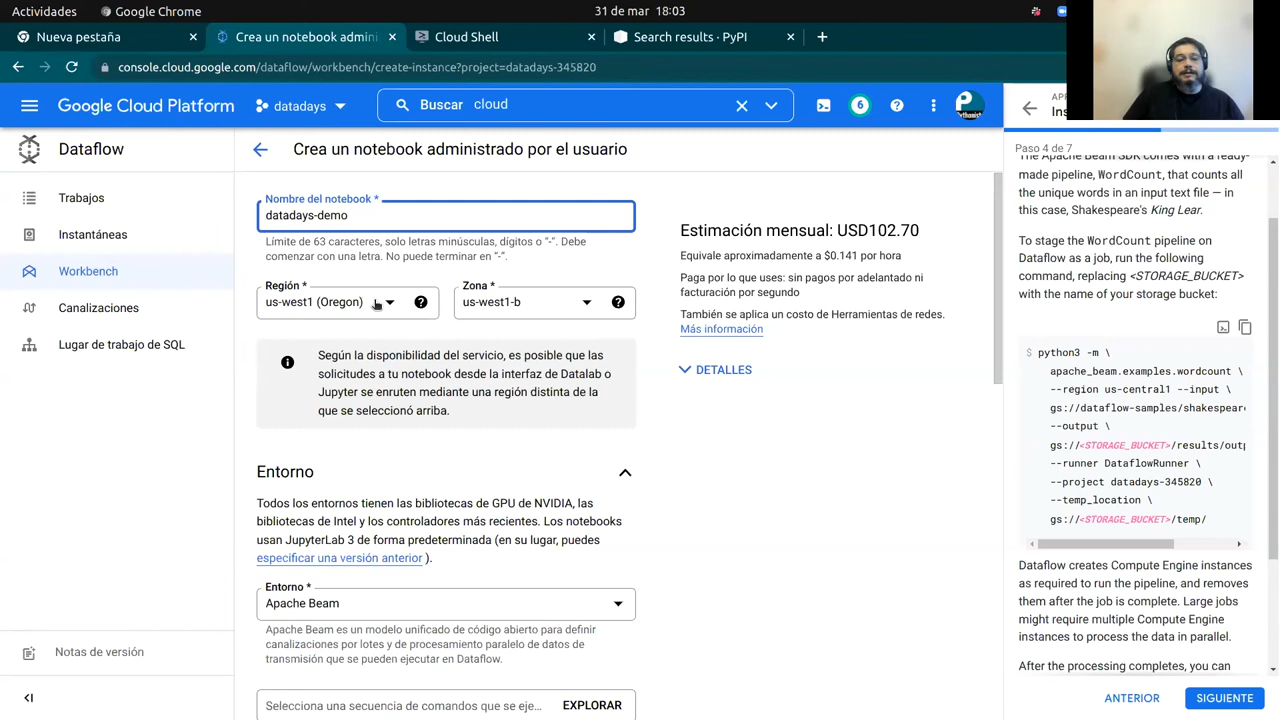 Actividades
Google Chrome
31 de mar 18:03
Nueva pestaña
Crea un notebook admini
Cloud Shell
Search results · PyPI
console.cloud.google.com/dataflow/workbench/create-instance?project=datadays-345820
Google Cloud Platform
datadays
Buscar cloud
6
Dataflow
Crea un notebook administrado por el usuario
Paso 4 de 7
Trabajos
Instantáneas
Workbench
Canalizaciones
Lugar de trabajo de SQL
Notas de versión
Nombre del notebook *
datadays-demo
Límite de 63 caracteres, solo letras minúsculas, dígitos o "-". Debe
comenzar con una letra. No puede terminar en "-".
Región *
us-west1 (Oregon)
Zona *
us-west1-b
Según la disponibilidad del servicio, es posible que las
solicitudes a tu notebook desde la interfaz de Datalab o
Jupyter se enruten mediante una región distinta de la
que se seleccionó arriba.
Entorno
Todos los entornos tienen las bibliotecas de GPU de NVIDIA, las
bibliotecas de Intel y los controladores más recientes. Los notebooks
usan JupyterLab 3 de forma predeterminada (en su lugar, puedes
especificar una versión anterior ).
Entorno *
Apache Beam
Apache Beam es un modelo unificado de código abierto para definir
canalizaciones por lotes y de procesamiento paralelo de datos de
transmisión que se pueden ejecutar en Dataflow.
Selecciona una secuencia de comandos que se eje...
EXPLORAR
Estimación mensual: USD102.70
Equivale aproximadamente a $0.141 por hora
Paga por lo que uses: sin pagos por adelantado ni
facturación por segundo
También se aplica un costo de Herramientas de redes.
Más información
DETALLES
The Apache Beam SDK comes with a ready-
made pipeline, WordCount, that counts all
the unique words in an input text file — in
this case, Shakespeare's King Lear.
To stage the WordCount pipeline on
Dataflow as a job, run the following
command, replacing <STORAGE_BUCKET>
with the name of your storage bucket:
$ python3 -m \
apache_beam.examples.wordcount \
--region us-central1 --input \
gs://dataflow-samples/shakespear
--output \
gs://<STORAGE_BUCKET>/results/outp
--runner DataflowRunner \
--project datadays-345820 \
--temp_location \
gs://<STORAGE_BUCKET>/temp/
Dataflow creates Compute Engine instances
as required to run the pipeline, and removes
them after the job is complete. Large jobs
might require multiple Compute Engine
instances to process the data in parallel.
After the processing completes, you can
ANTERIOR
SIGUIENTE